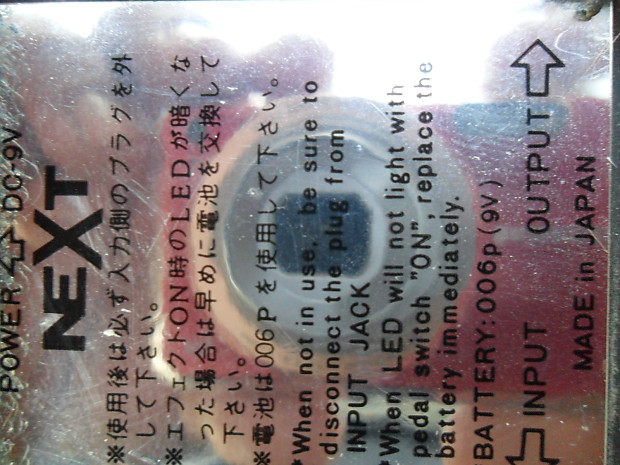 POWER DC-9V
NEXT
※使用後は必ず入力側のプラグを外
して下さい。
※エフェクトON時のLEDが暗くな
った場合は早めに電池を交換して
下さい。
※電池は006Pを使用して下さい。
*When not in use, be sure to
disconnect the plug from
INPUT JACK
*When LED will not light with
pedal switch "ON", replace the
battery immediately.
BATTERY:006p(9V)
INPUT OUTPUT
MADE in JAPAN